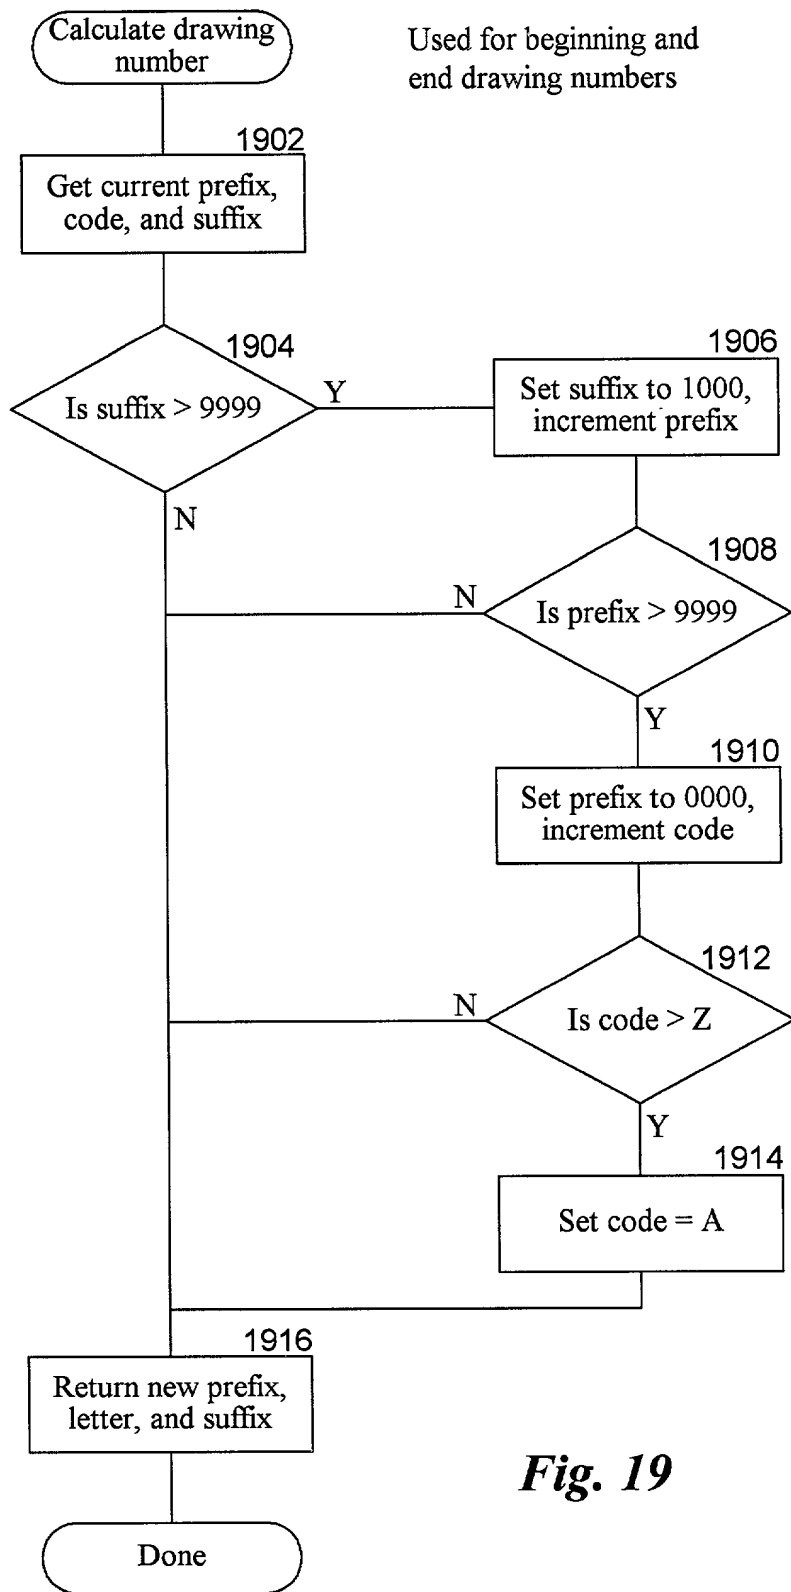 Calculate drawing
number
Used for beginning and
end drawing numbers
1902
Get current prefix,
code, and suffix
1904
Is suffix > 9999
Y
N
1906
Set suffix to 1000,
increment prefix
1908
Is prefix > 9999
N
Y
1910
Set prefix to 0000,
increment code
1912
Is code > Z
N
Y
1914
Set code = A
1916
Return new prefix,
letter, and suffix
Done
Fig. 19